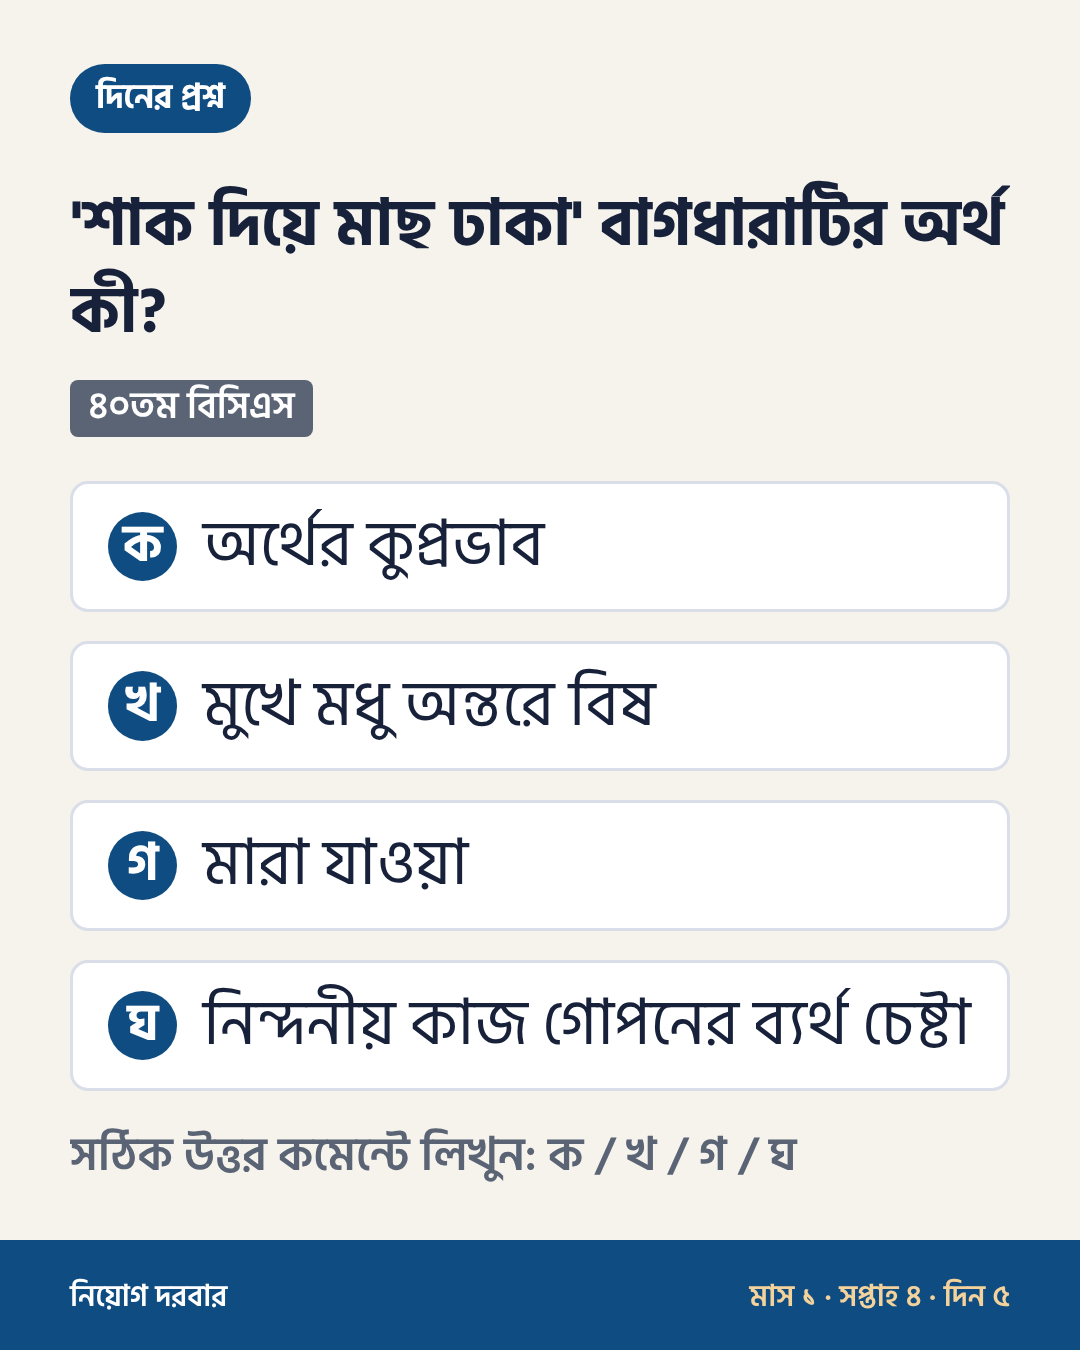 দিনের প্রশ্ন
'শাক দিয়ে মাছ ঢাকা' বাগধারাটির অর্থ
কী?
৪০তম বিসিএস
ক অর্থের কুপ্রভাব
খ মুখে মধু অন্তরে বিষ
গ মারা যাওয়া
ঘ নিন্দনীয় কাজ গোপনের ব্যর্থ চেষ্টা
সঠিক উত্তর কমেন্টে লিখুন: ক / খ / গ / ঘ
নিয়োগ দরবার
মাস ১ · সপ্তাহ ৪ · দিন ৫